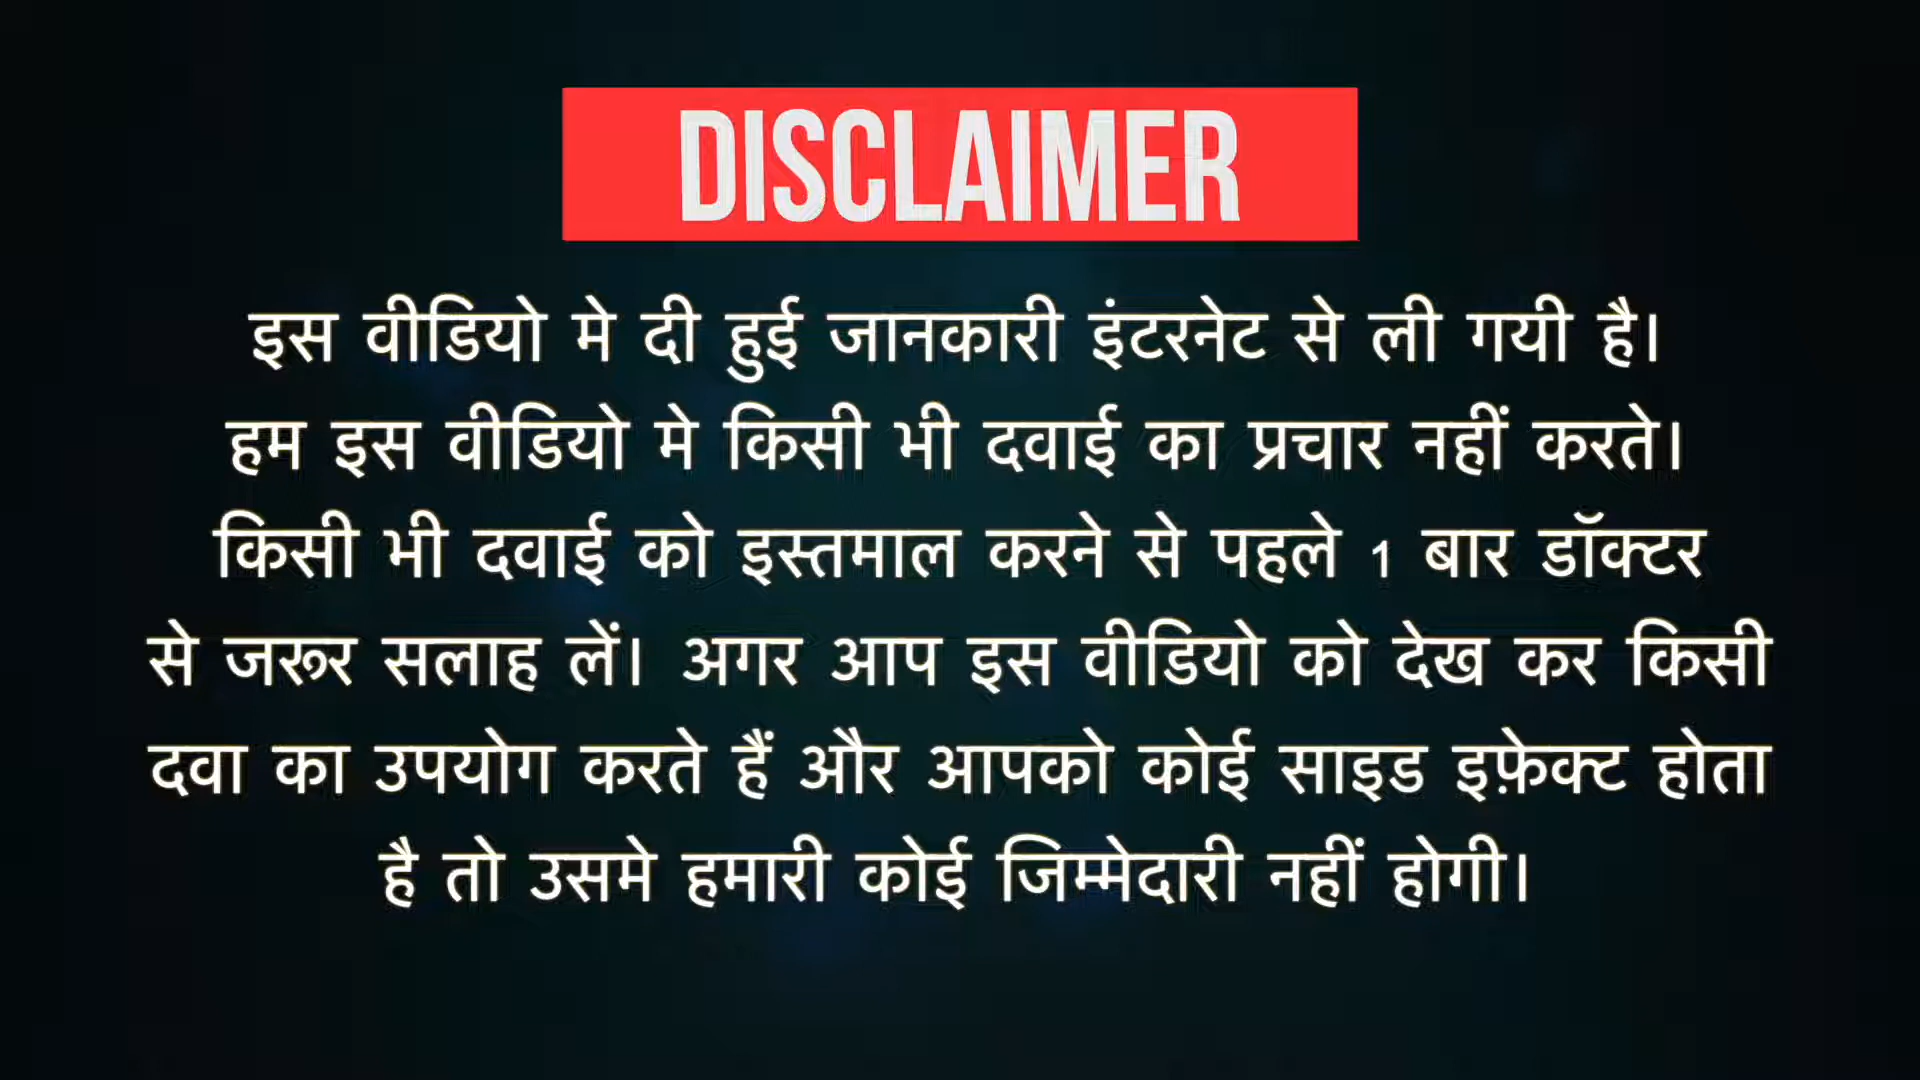 DISCLAIMER
इस वीडियो मे दी हुई जानकारी इंटरनेट से ली गयी है।
हम इस वीडियो मे किसी भी दवाई का प्रचार नहीं करते।
किसी भी दवाई को इस्तमाल करने से पहले 1 बार डॉक्टर
से जरूर सलाह लें। अगर आप इस वीडियो को देख कर किसी
दवा का उपयोग करते हैं और आपको कोई साइड इफ़ेक्ट होता
है तो उसमे हमारी कोई जिम्मेदारी नहीं होगी।